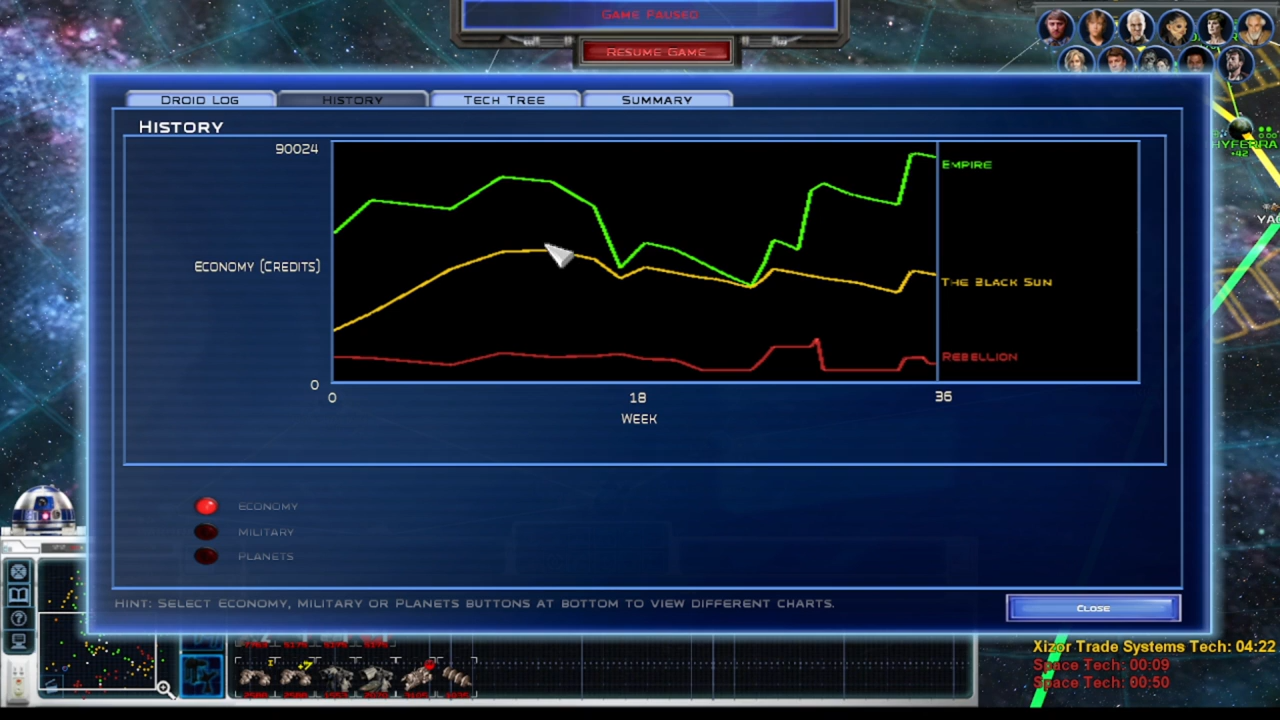 GAME PAUSED
RESUME GAME
DROID LOG
HISTORY
TECH TREE
SUMMARY
HISTORY
90024
ECONOMY (CREDITS)
0
0
18
36
WEEK
EMPIRE
THE BLACK SUN
REBELLION
+42
ECONOMY
MILITARY
PLANETS
HINT: SELECT ECONOMY, MILITARY OR PLANETS BUTTONS AT BOTTOM TO VIEW DIFFERENT CHARTS.
CLOSE
Xizor Trade Systems Tech: 04:22
Space Tech: 00:09
Space Tech: 00:50